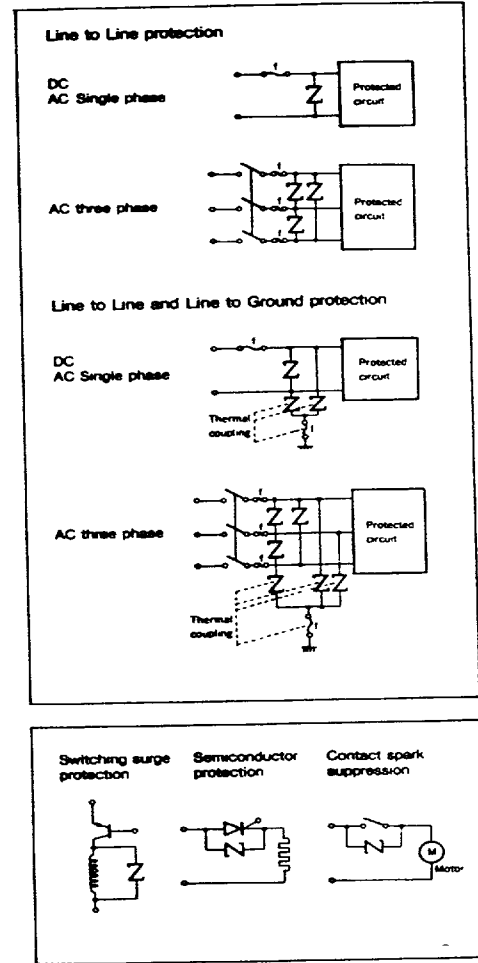 Line to Line protection
DC
AC Single phase
f
Protected
circuit
AC three phase
f
f
f
Protected
circuit
Line to Line and Line to Ground protection
DC
AC Single phase
f
Protected
circuit
Thermal
coupling
f
AC three phase
f
f
f
Protected
circuit
Thermal
coupling
f
Switching surge
protection
Semiconductor
protection
Contact spark
suppression
M
Motor